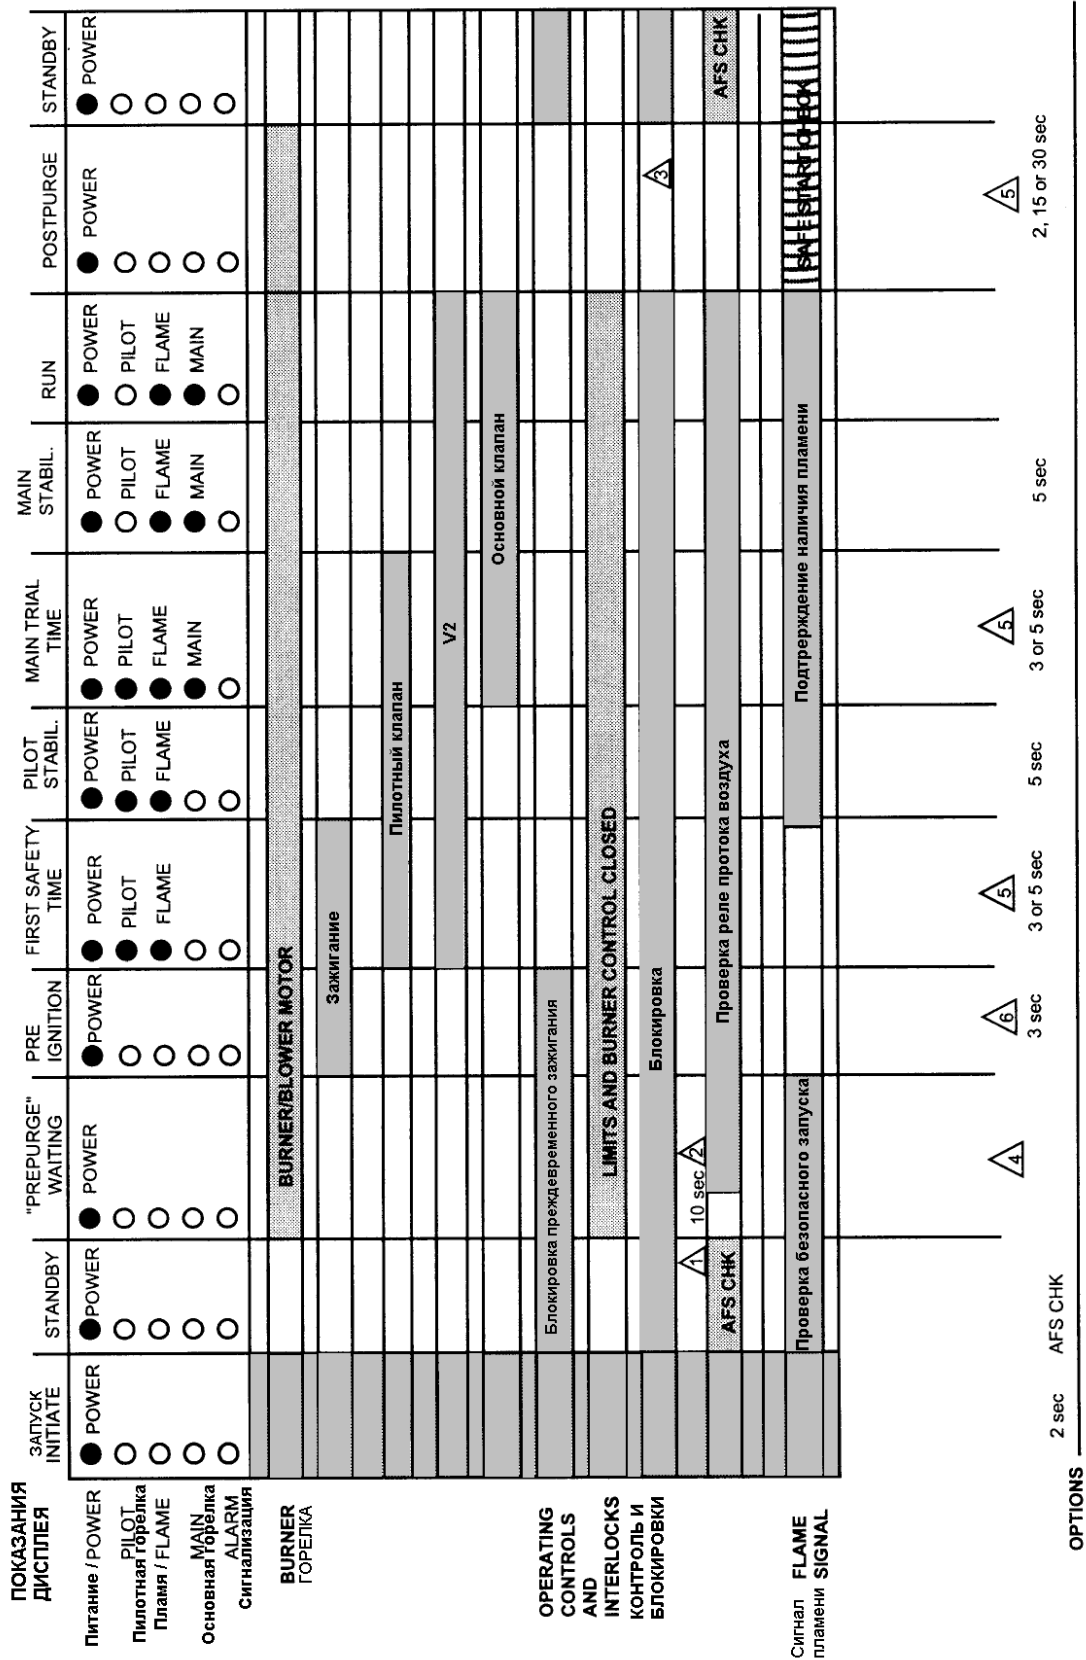 ПОКАЗАНИЯ
ДИСПЛЕЯ
ЗАПУСК
INITIATE
STANDBY
"PREPURGE"
WAITING
PRE
IGNITION
FIRST SAFETY
TIME
PILOT
STABIL.
MAIN TRIAL
TIME
MAIN
STABIL.
RUN
POSTPURGE
STANDBY
Питание / POWER
POWER
POWER
POWER
POWER
POWER
POWER
POWER
POWER
POWER
POWER
POWER
PILOT
Пилотная горелка
PILOT
PILOT
PILOT
PILOT
PILOT
Пламя / FLAME
FLAME
FLAME
FLAME
FLAME
FLAME
MAIN
Основная горелка
MAIN
MAIN
MAIN
ALARM
Сигнализация
BURNER
ГОРЕЛКА
BURNER/BLOWER MOTOR
Зажигание
Пилотный клапан
V2
Основной клапан
OPERATING
CONTROLS
AND
INTERLOCKS
КОНТРОЛЬ И
БЛОКИРОВКИ
Блокировка преждевременного зажигания
LIMITS AND BURNER CONTROL CLOSED
Блокировка
3
1
10 sec
2
AFS CHK
Проверка реле протока воздуха
AFS CHK
FLAME
SIGNAL
Сигнал
пламени
Проверка безопасного запуска
Подтрерждение наличия пламени
SAFE START CHECK
4
6
5
5
5
2 sec
AFS CHK
3 sec
3 or 5 sec
5 sec
3 or 5 sec
5 sec
2, 15 or 30 sec
OPTIONS